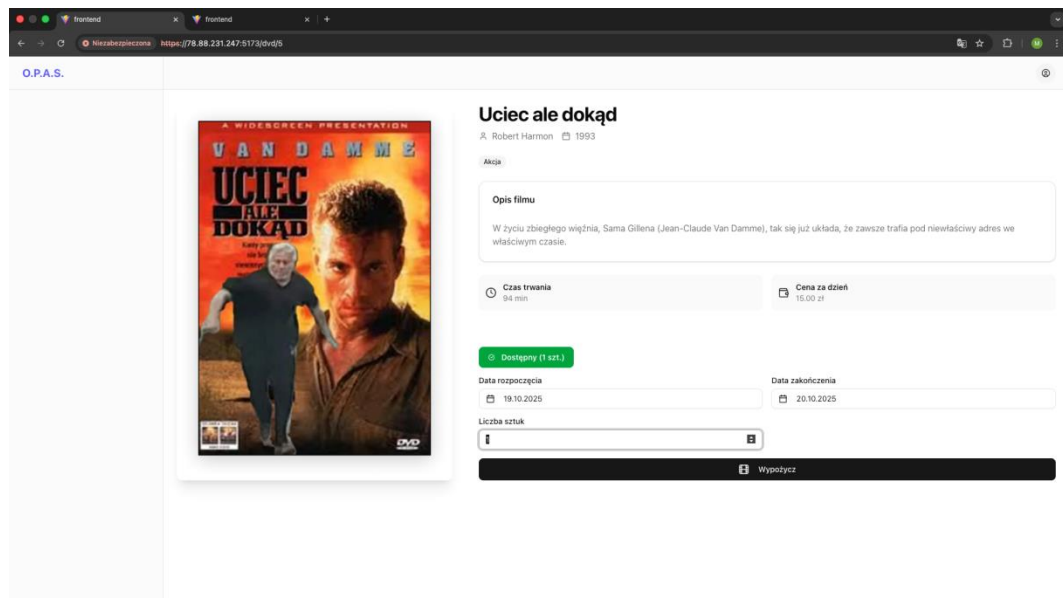 frontend
frontend
Niezabezpieczona https://78.88.231.247:5173/dvd/5
M
O.P.A.S.
A WIDESCREEN PRESENTATION
VAN DAMME
UCIEC
ALE
DOKĄD
DVD
Uciec ale dokąd
Robert Harmon 1993
Akcja
Opis filmu
W życiu zbiegłego więźnia, Sama Gillena (Jean-Claude Van Damme), tak się już układa, że zawsze trafia pod niewłaściwy adres we
właściwym czasie.
Czas trwania
94 min
Cena za dzień
15.00 zł
Dostępny (1 szt.)
Data rozpoczęcia
19.10.2025
Data zakończenia
20.10.2025
Liczba sztuk
1
Wypożycz